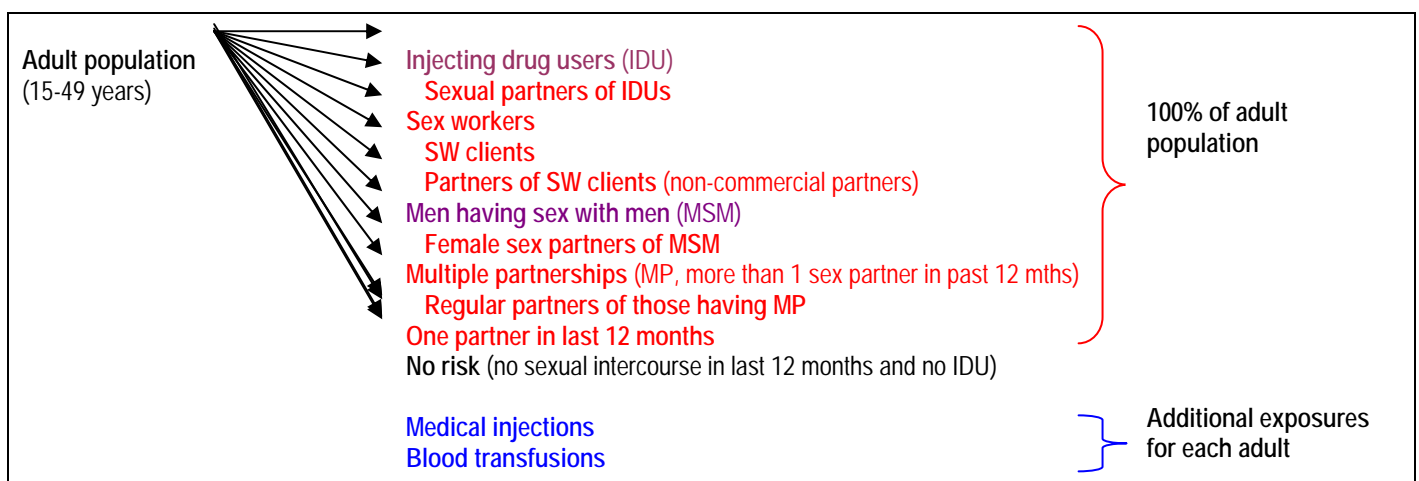 Adult population
(15-49 years)
Injecting drug users (IDU)
Sexual partners of IDUs
Sex workers
SW clients
Partners of SW clients (non-commercial partners)
Men having sex with men (MSM)
Female sex partners of MSM
Multiple partnerships (MP, more than 1 sex partner in past 12 mths)
Regular partners of those having MP
One partner in last 12 months
No risk (no sexual intercourse in last 12 months and no IDU)
100% of adult
population
Medical injections
Blood transfusions
Additional exposures
for each adult